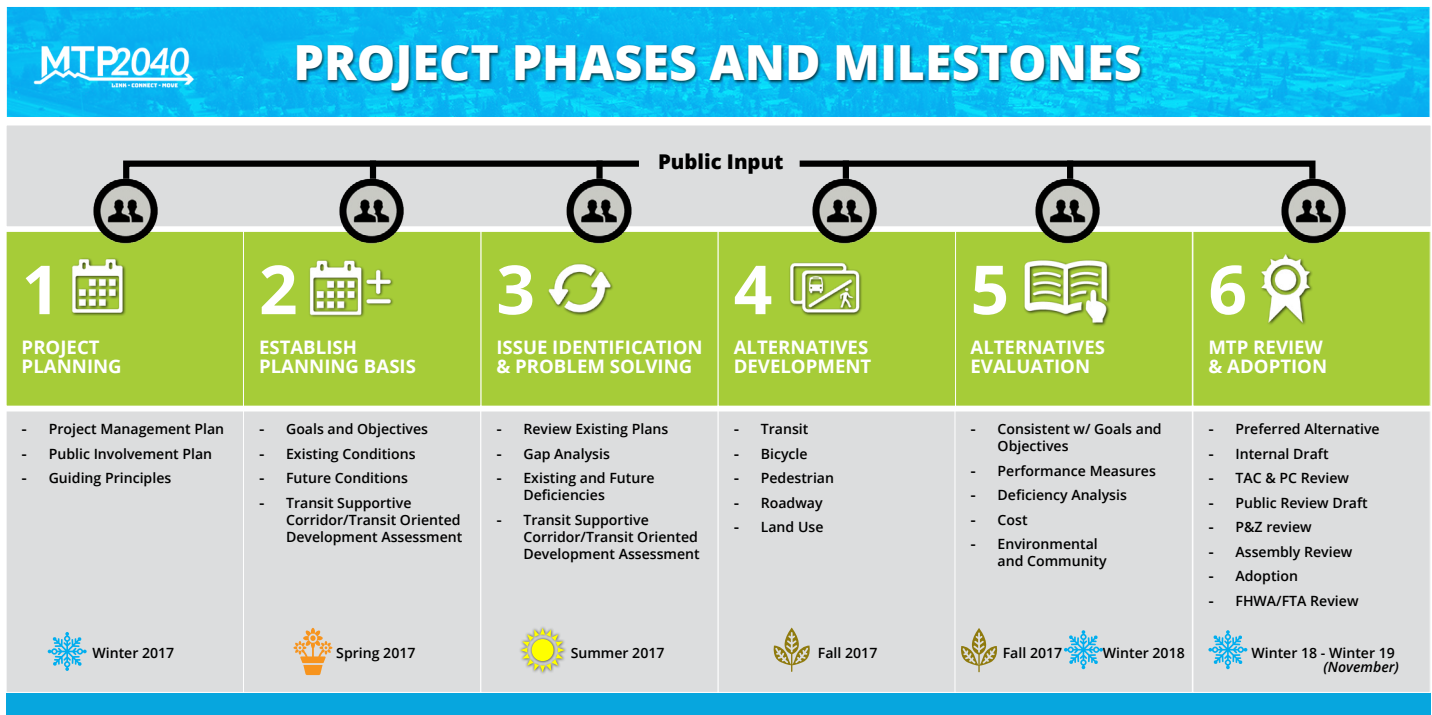 MTP2040
LINK • CONNECT • MOVE
PROJECT PHASES AND MILESTONES
Public Input
1
PROJECT
PLANNING
- Project Management Plan
- Public Involvement Plan
- Guiding Principles
Winter 2017
2
ESTABLISH
PLANNING BASIS
- Goals and Objectives
- Existing Conditions
- Future Conditions
- Transit Supportive
Corridor/Transit Oriented
Development Assessment
Spring 2017
3
ISSUE IDENTIFICATION
& PROBLEM SOLVING
- Review Existing Plans
- Gap Analysis
- Existing and Future
Deficiencies
- Transit Supportive
Corridor/Transit Oriented
Development Assessment
Summer 2017
4
ALTERNATIVES
DEVELOPMENT
- Transit
- Bicycle
- Pedestrian
- Roadway
- Land Use
Fall 2017
5
ALTERNATIVES
EVALUATION
- Consistent w/ Goals and
Objectives
- Performance Measures
- Deficiency Analysis
- Cost
- Environmental
and Community
Fall 2017 Winter 2018
6
MTP REVIEW
& ADOPTION
- Preferred Alternative
- Internal Draft
- TAC & PC Review
- Public Review Draft
- P&Z review
- Assembly Review
- Adoption
- FHWA/FTA Review
Winter 18 - Winter 19
(November)